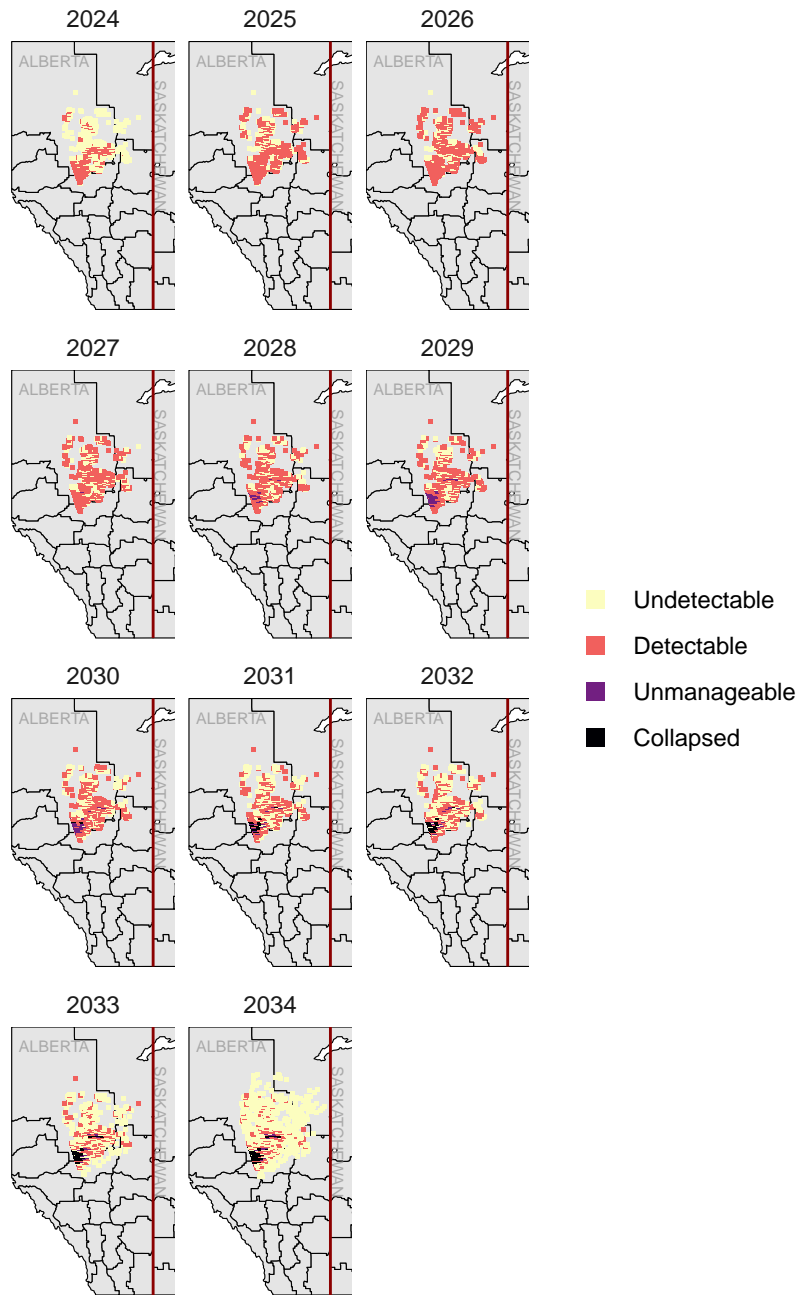 2024 2025 2026
ALBERTA ALBERTA ALBERTA
SASKATCHEWAN SASKATCHEWAN SASKATCHEWAN
2027 2028 2029
ALBERTA ALBERTA ALBERTA
SASKATCHEWAN SASKATCHEWAN SASKATCHEWAN
Undetectable
Detectable
Unmanageable
Collapsed
2030 2031 2032
ALBERTA ALBERTA ALBERTA
SASKATCHEWAN SASKATCHEWAN SASKATCHEWAN
2033 2034
ALBERTA ALBERTA
SASKATCHEWAN SASKATCHEWAN